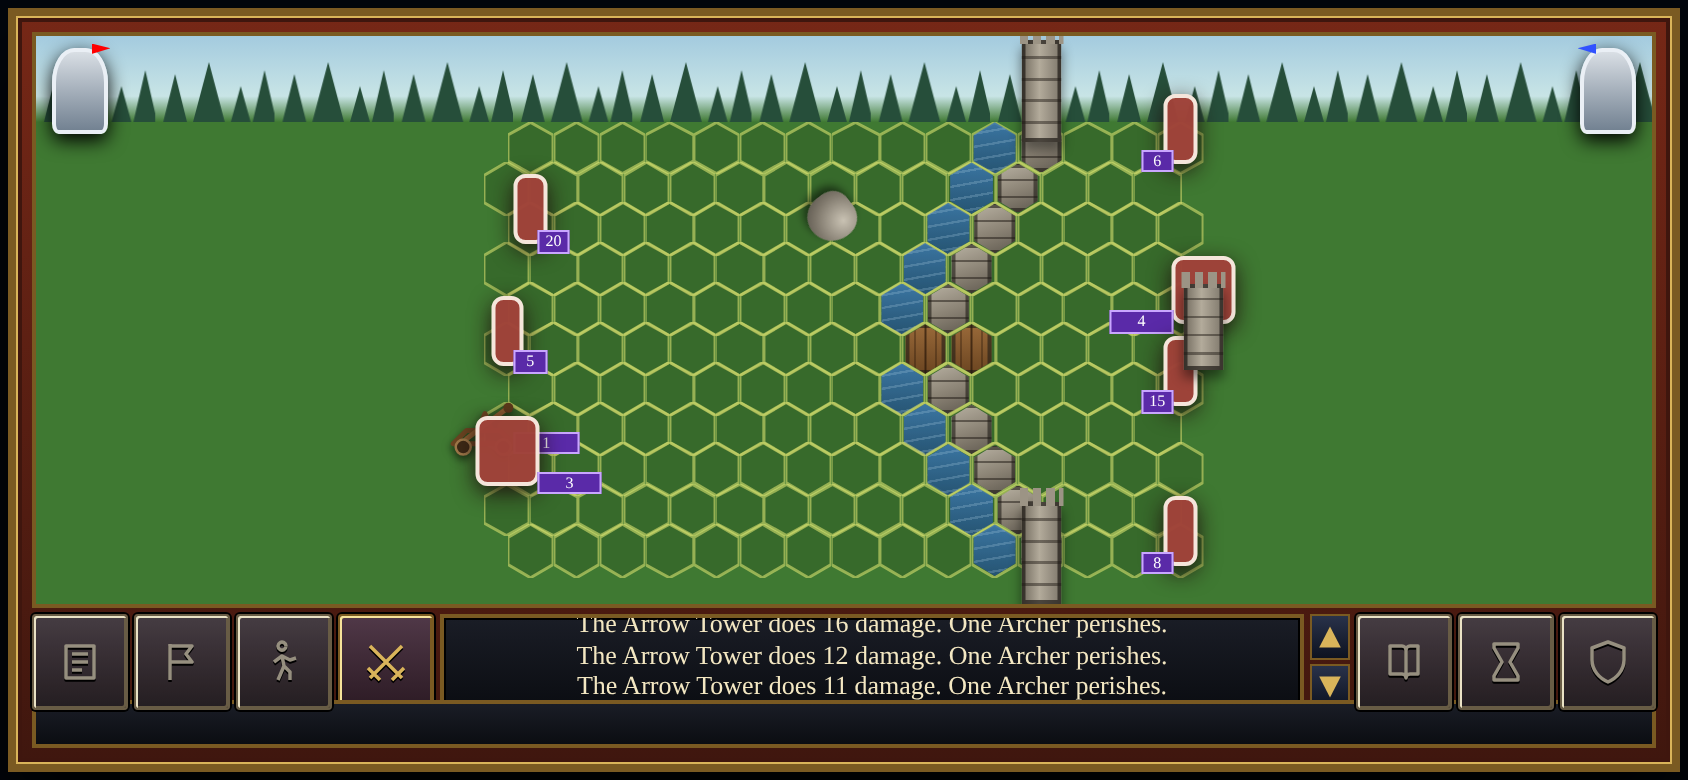 6
20
4
5
15
1
3
8
The Arrow Tower does 16 damage. One Archer perishes.
The Arrow Tower does 12 damage. One Archer perishes.
The Arrow Tower does 11 damage. One Archer perishes.